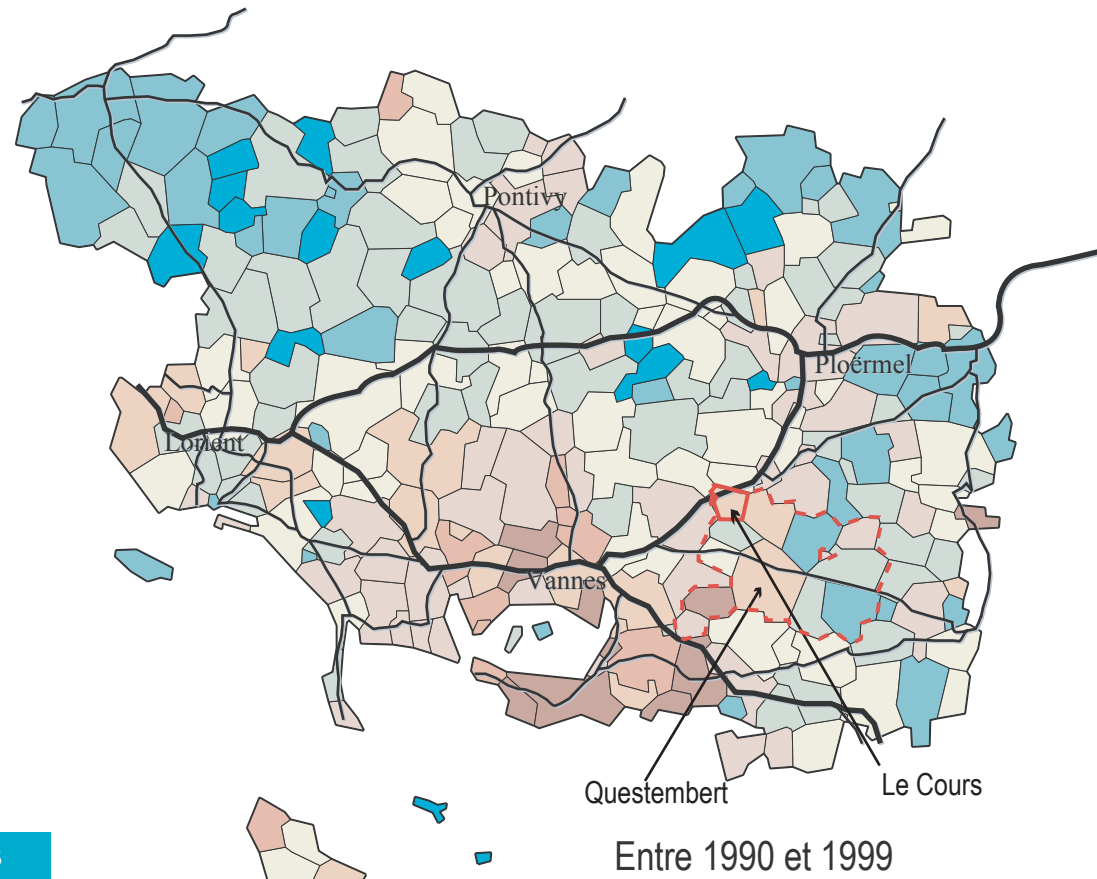 Pontivy
Ploërmel
Lorient
Vannes
Questembert
Le Cours
Entre 1990 et 1999